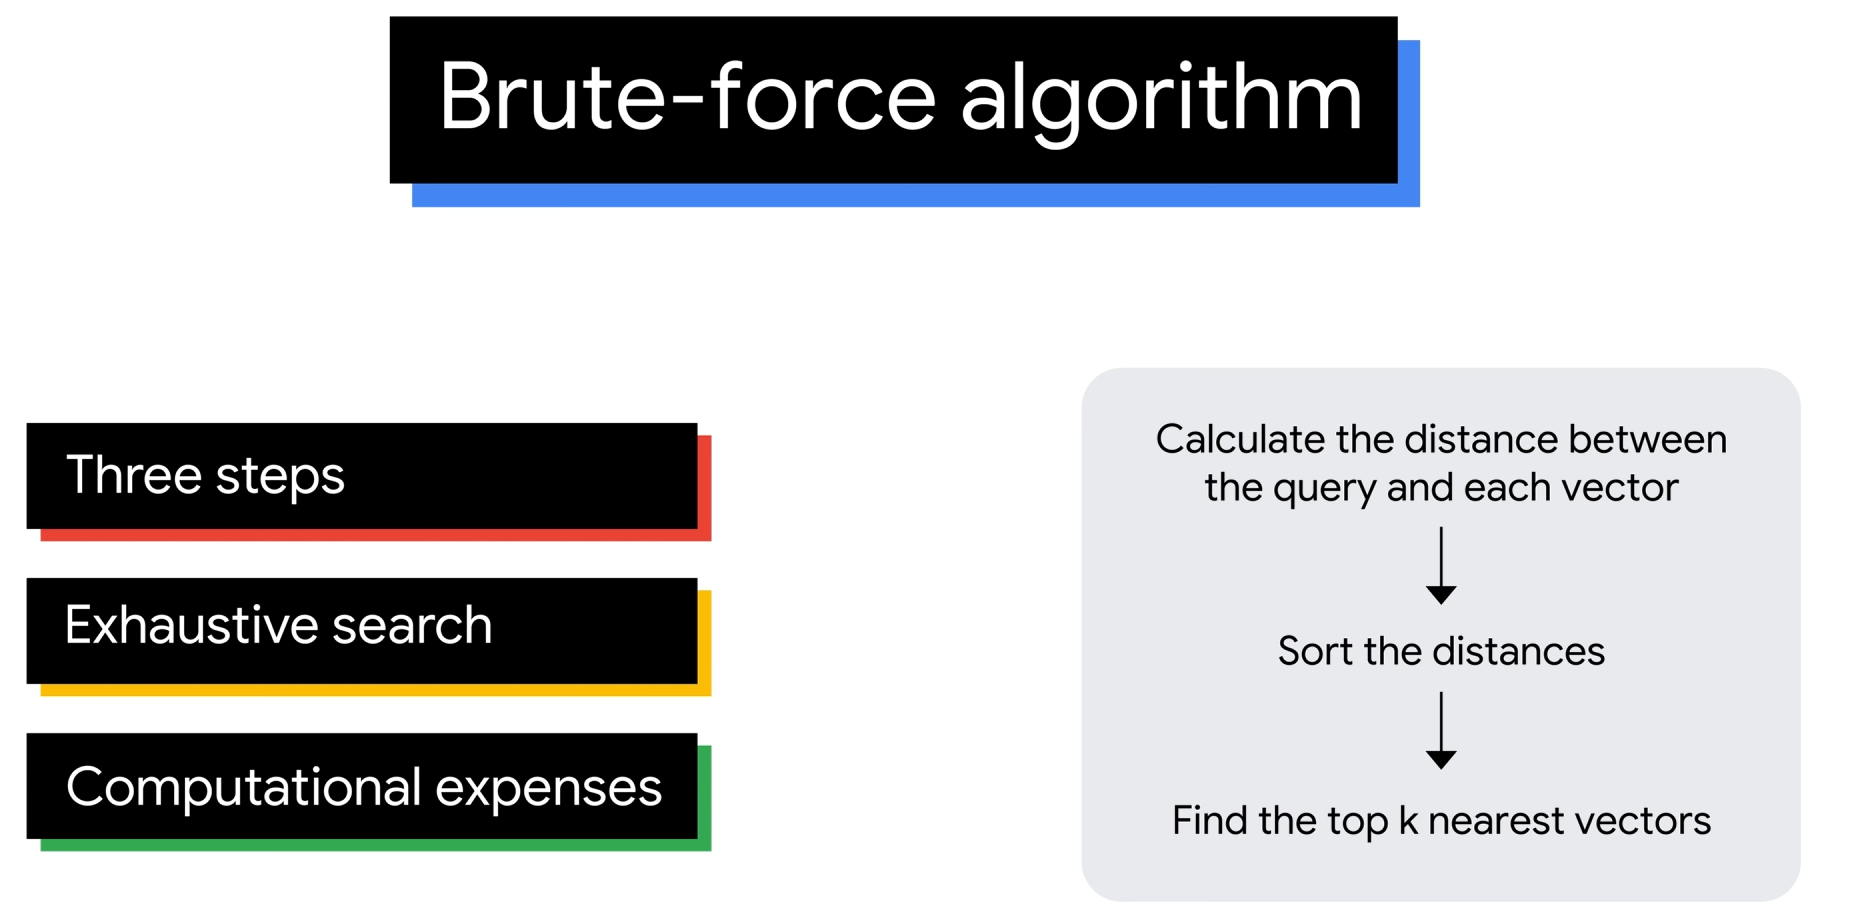 Brute-force algorithm
Three steps
Exhaustive search
Computational expenses
Calculate the distance between
the query and each vector
Sort the distances
Find the top k nearest vectors